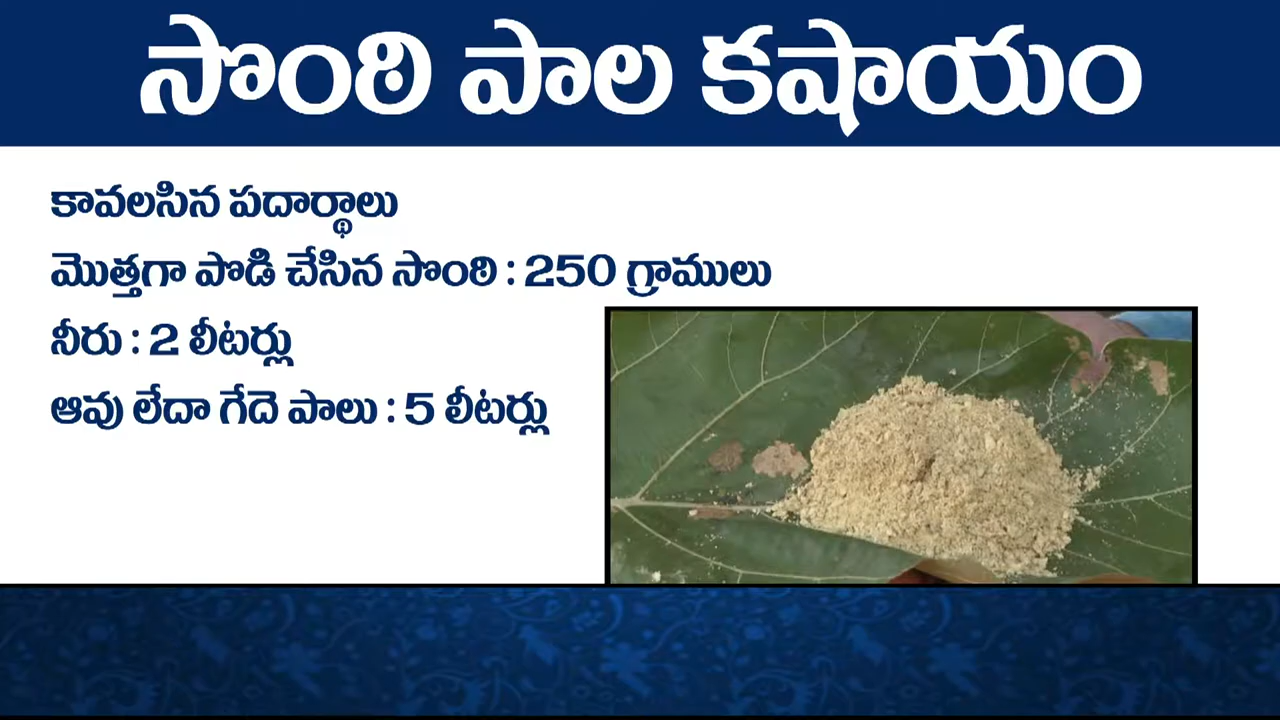 సొంఠి పాల కషాయం
కావలసిన పదార్థాలు
మెుత్తగా పొడి చేసిన సొంఠి : 250 గ్రాములు
నీరు : 2 లీటర్లు
ఆవు లేదా గేదె పాలు : 5 లీటర్లు